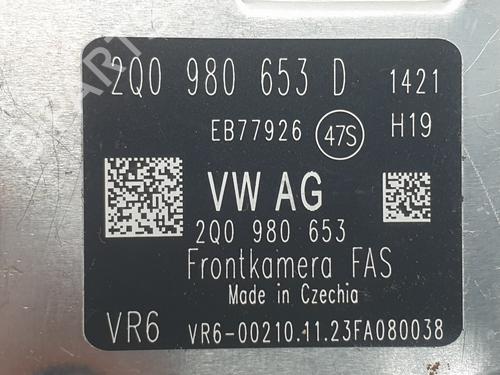 2Q0 980 653 D 1421
EB77926 47S H19
VW AG
2Q0 980 653
Frontkamera FAS
Made in Czechia
VR6 VR6-00210.11.23FA080038